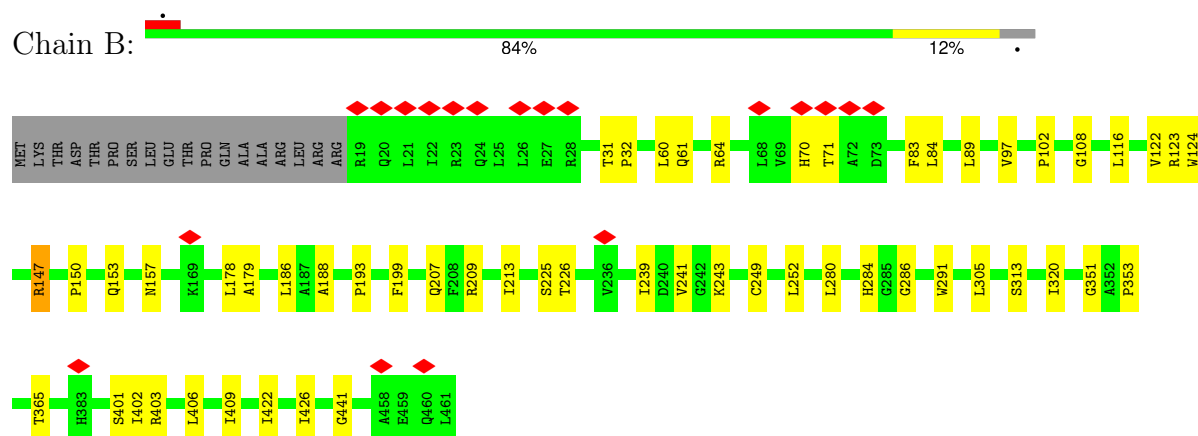 Chain B:
84% 12%
MET LYS THR ASP THR PRO SER LEU GLU THR PRO GLN ALA ALA ARG LEU ARG ARG R19 Q20 L21 I22 R23 Q24 L25 L26 E27 R28 T31 P32 L60 Q61 R64 L68 V69 H70 T71 A72 D73 F83 L84 L89 V97 P102 G108 L116 V122 R123 W124
R147 P150 Q153 N157 K169 L178 A179 L186 A187 A188 P193 F199 Q207 F208 R209 I213 S225 T226 V236 I239 D240 V241 G242 K243 C249 L252 L280 H284 G285 G286 W291 L305 S313 I320 G351 A352 P353
T365 H383 S401 I402 R403 L406 I409 I422 I426 G441 A458 E459 Q460 L461